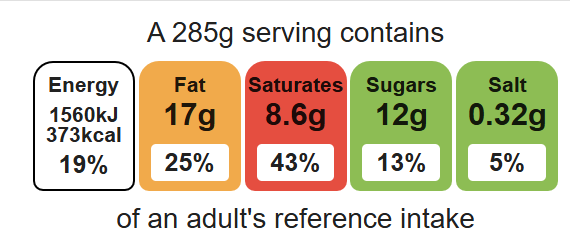 A 285g serving contains
Energy
1560kJ
373kcal
19%
Fat
17g
25%
Saturates
8.6g
43%
Sugars
12g
13%
Salt
0.32g
5%
of an adult's reference intake